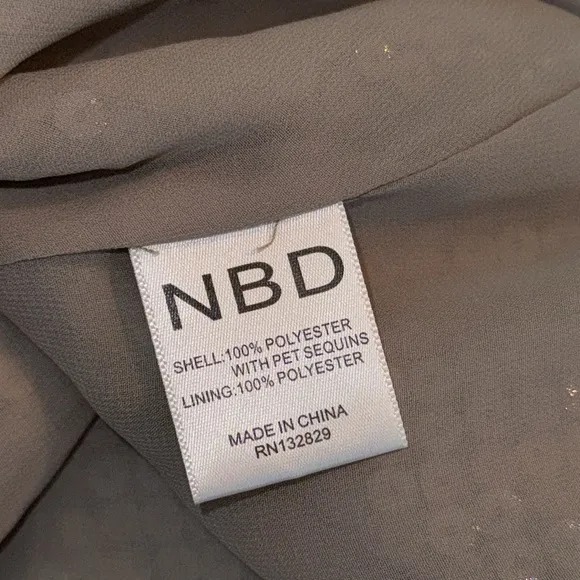 NBD
SHELL:100% POLYESTER
WITH PET SEQUINS
LINING:100% POLYESTER
MADE IN CHINA
RN132829